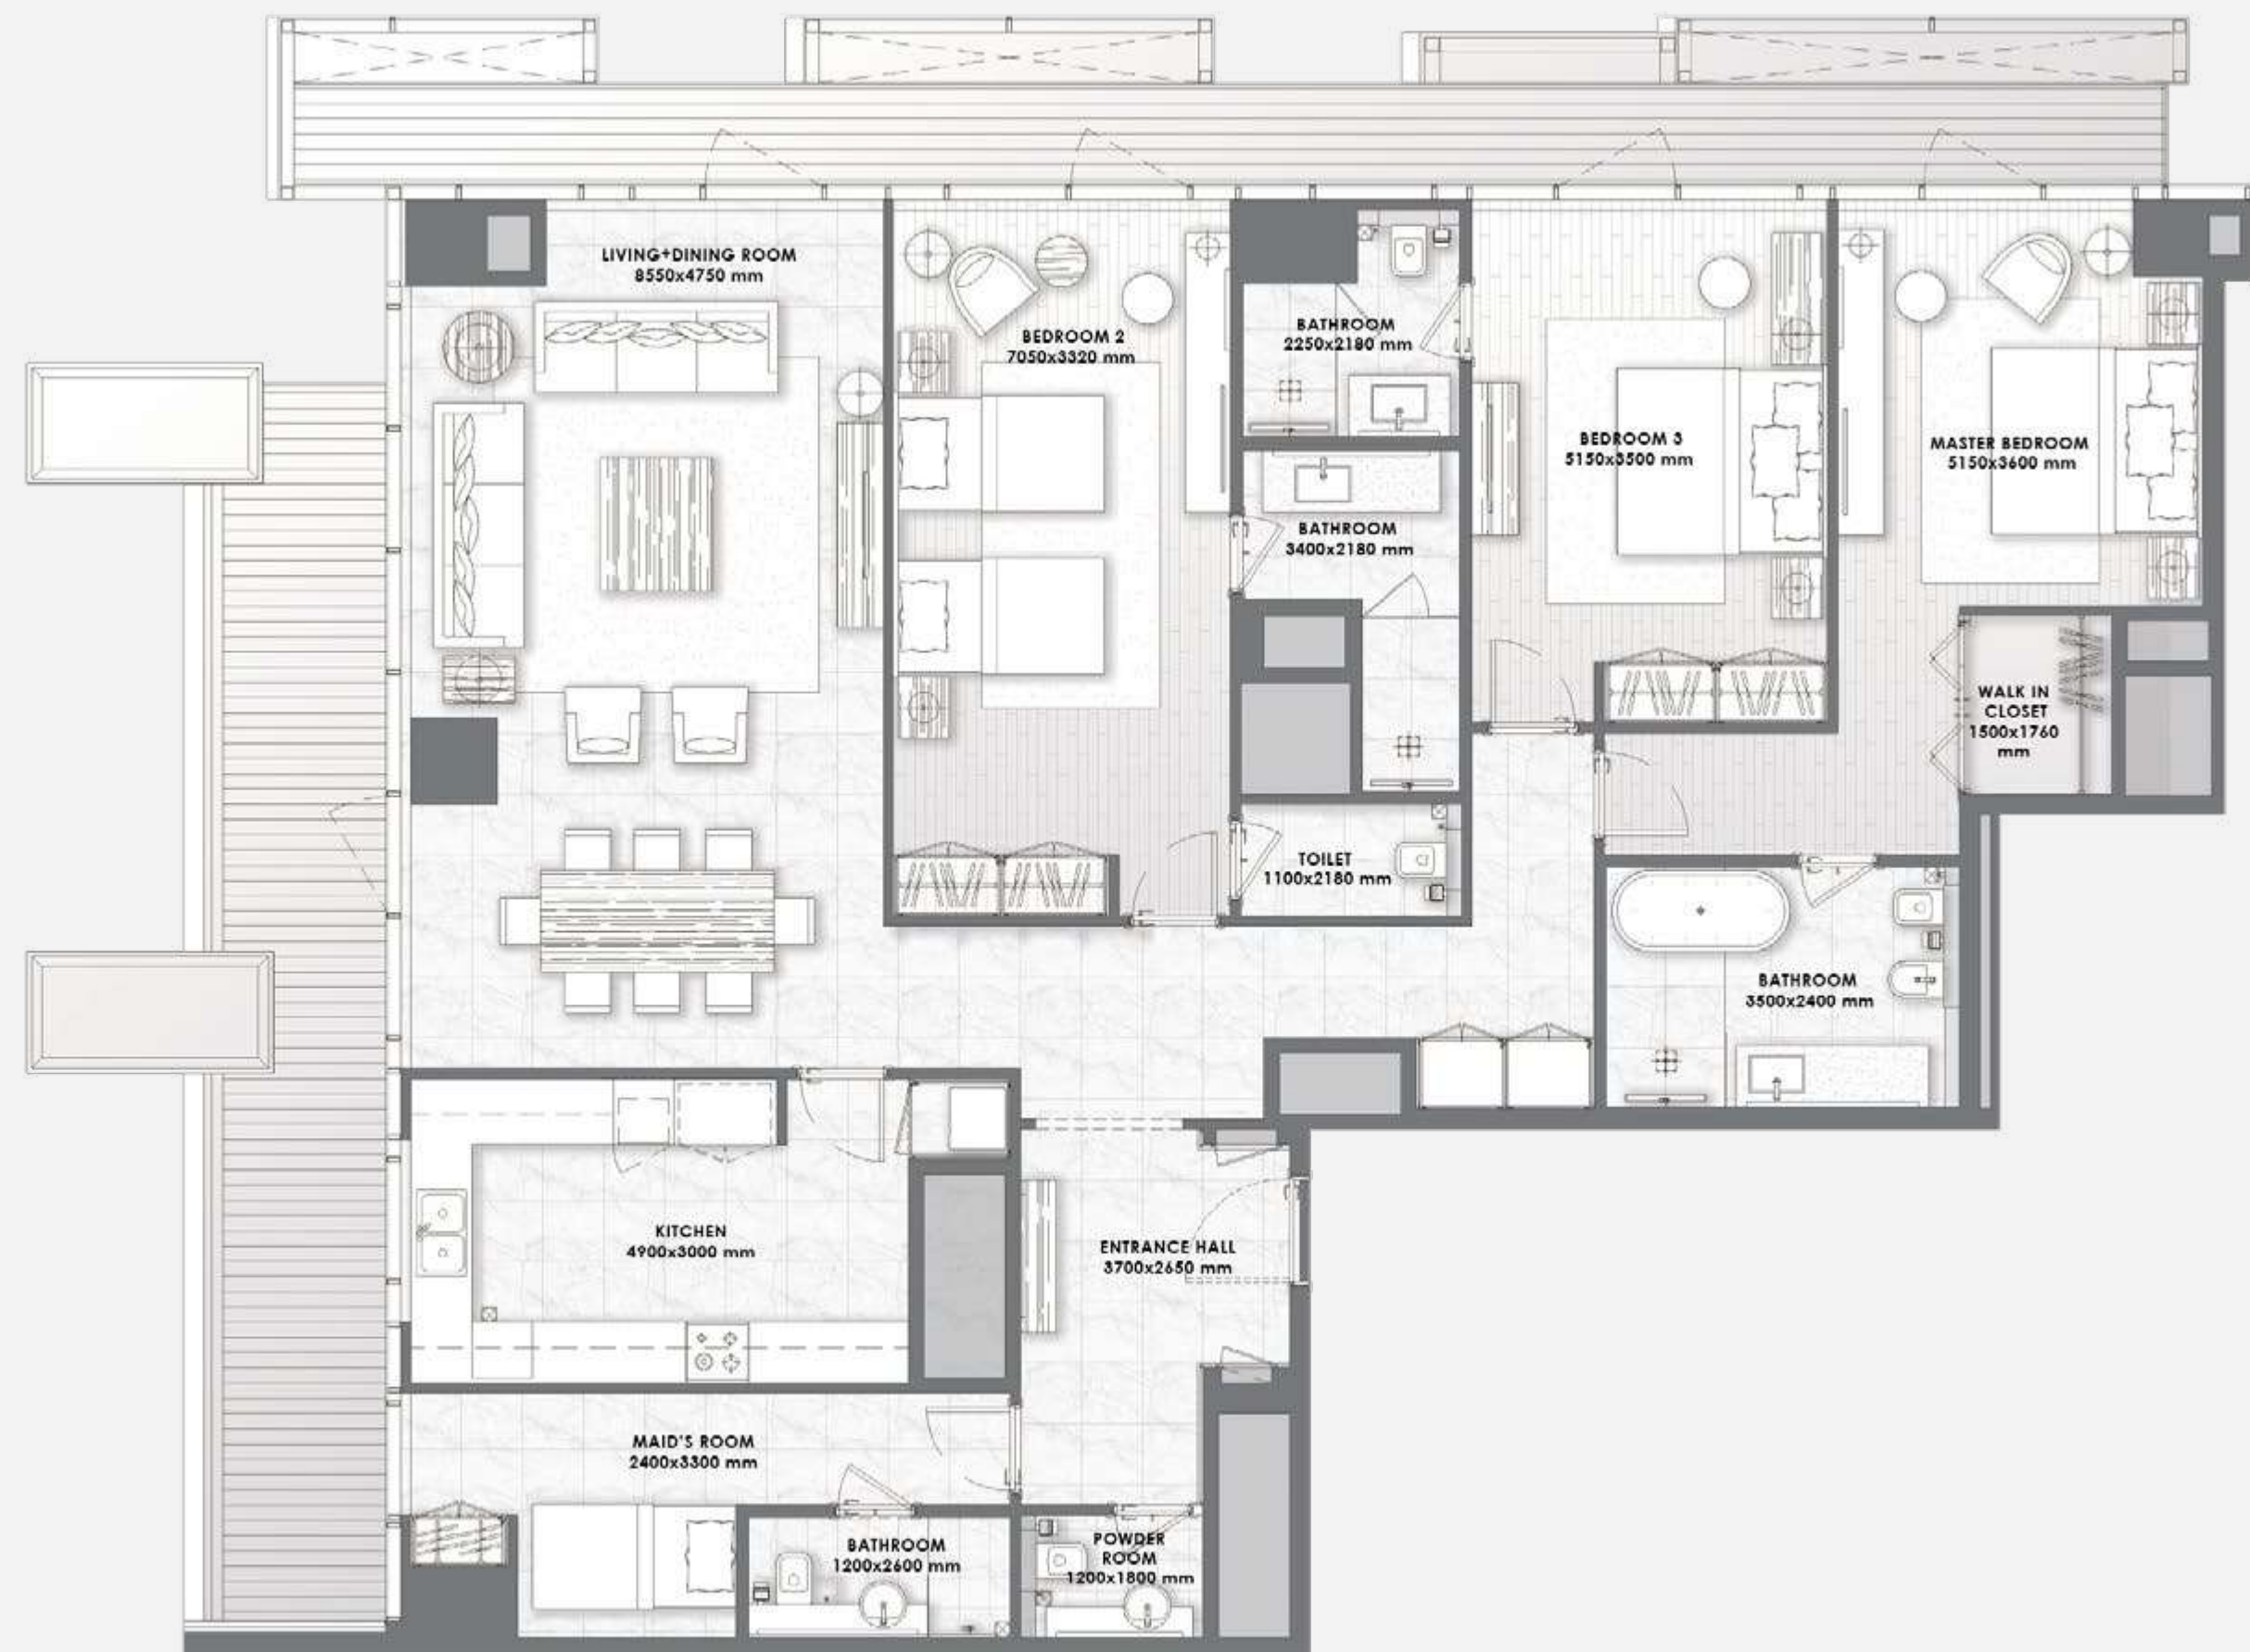 LIVING+DINING ROOM
8550x4750 mm
BEDROOM 2
7050x3320 mm
BATHROOM
2250x2180 mm
BATHROOM
3400x2180 mm
BEDROOM 3
5150x3500 mm
MASTER BEDROOM
5150x3600 mm
WALK IN
CLOSET
1500x1760
mm
TOILET
1100x2180 mm
BATHROOM
3500x2400 mm
KITCHEN
4900x3000 mm
ENTRANCE HALL
3700x2650 mm
MAID'S ROOM
2400x3300 mm
BATHROOM
1200x2600 mm
POWDER
ROOM
1200x1800 mm